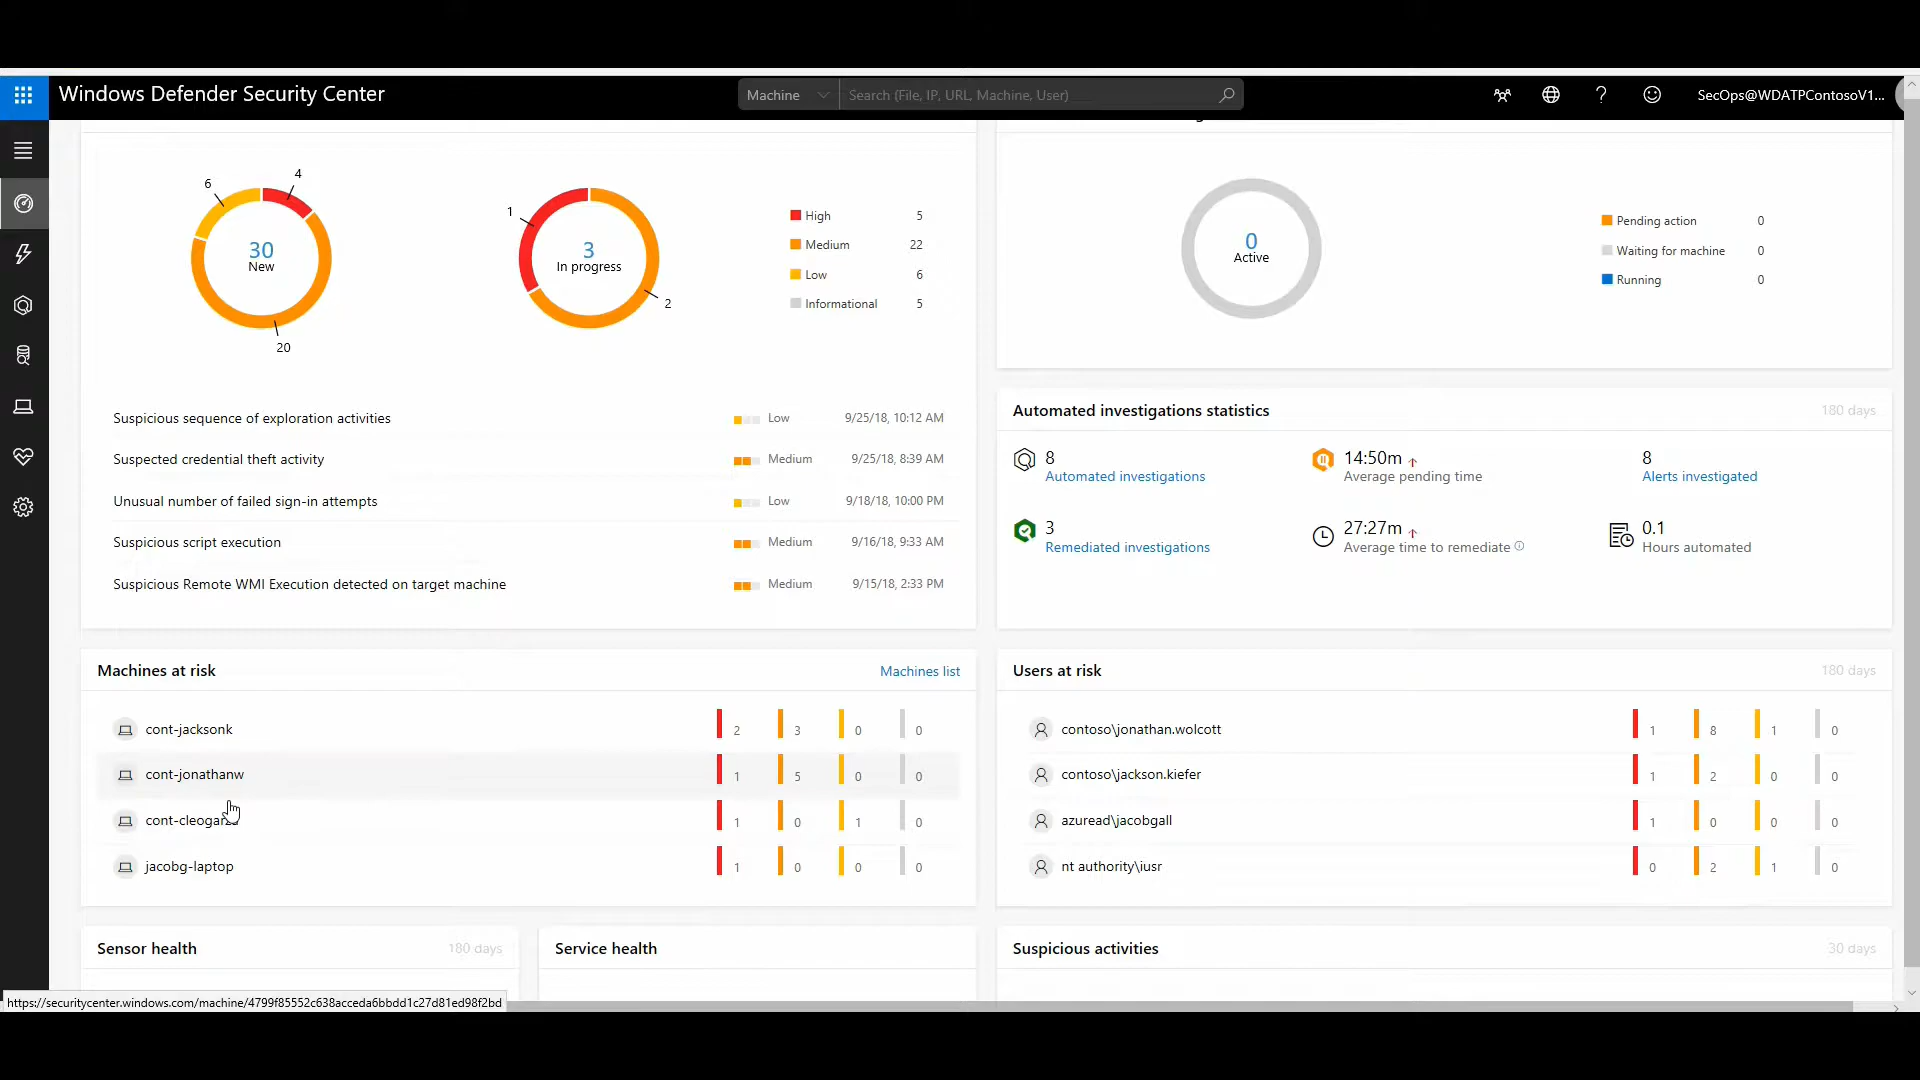 Windows Defender Security Center
Machine
Search (File, IP, URL, Machine, User)
?
SecOps@WDATPContosoV1...
6
4
30
New
20
1
3
In progress
2
High 5
Medium 22
Low 6
Informational 5
0
Active
Pending action 0
Waiting for machine 0
Running 0
Suspicious sequence of exploration activities Low 9/25/18, 10:12 AM
Suspected credential theft activity Medium 9/25/18, 8:39 AM
Unusual number of failed sign-in attempts Low 9/18/18, 10:00 PM
Suspicious script execution Medium 9/16/18, 9:33 AM
Suspicious Remote WMI Execution detected on target machine Medium 9/15/18, 2:33 PM
Automated investigations statistics 180 days
8
Automated investigations
14:50m
Average pending time
8
Alerts investigated
3
Remediated investigations
27:27m
Average time to remediate
0.1
Hours automated
Machines at risk Machines list
cont-jacksonk 2 3 0 0
cont-jonathanw 1 5 0 0
1 0 1 0
jacobg-laptop 1 0 0 0
Users at risk 180 days
contoso\jonathan.wolcott 1 8 1 0
contoso\jackson.kiefer 1 2 0 0
azuread\jacobgall 1 0 0 0
nt authority\iusr 0 2 1 0
Sensor health 180 days
Service health
Suspicious activities 30 days
https://securitycenter.windows.com/machine/4799f85552c638acceda6bbdd1c27d81ed98f2bd